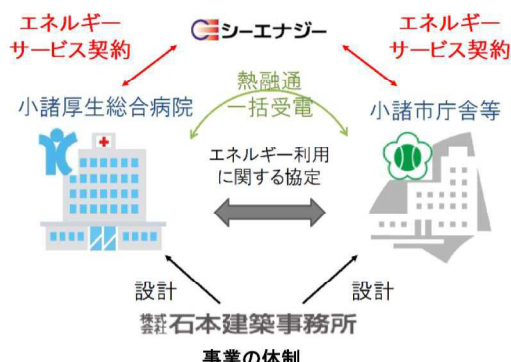 エネルギー
サービス契約
シーエナジー
エネルギー
サービス契約
熱融通
一括受電
小諸厚生総合病院
小諸市庁舎等
エネルギー利用
に関する協定
設計
設計
株式会社石本建築事務所
事業の体制